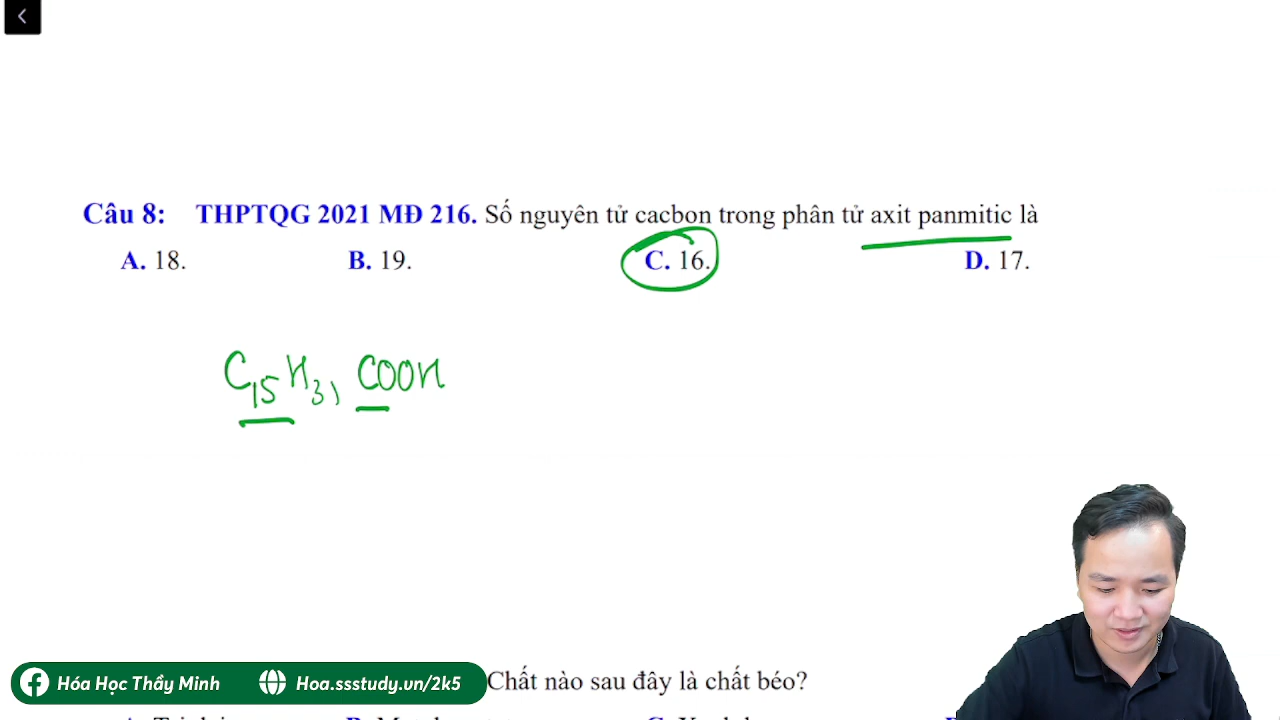 Câu 8: THPTQG 2021 MĐ 216. Số nguyên tử cacbon trong phân tử axit panmitic là
A. 18. B. 19. C. 16. D. 17.
C15H31COOH
Chất nào sau đây là chất béo?
Hóa Học Thầy Minh Hoa.ssstudy.vn/2k5